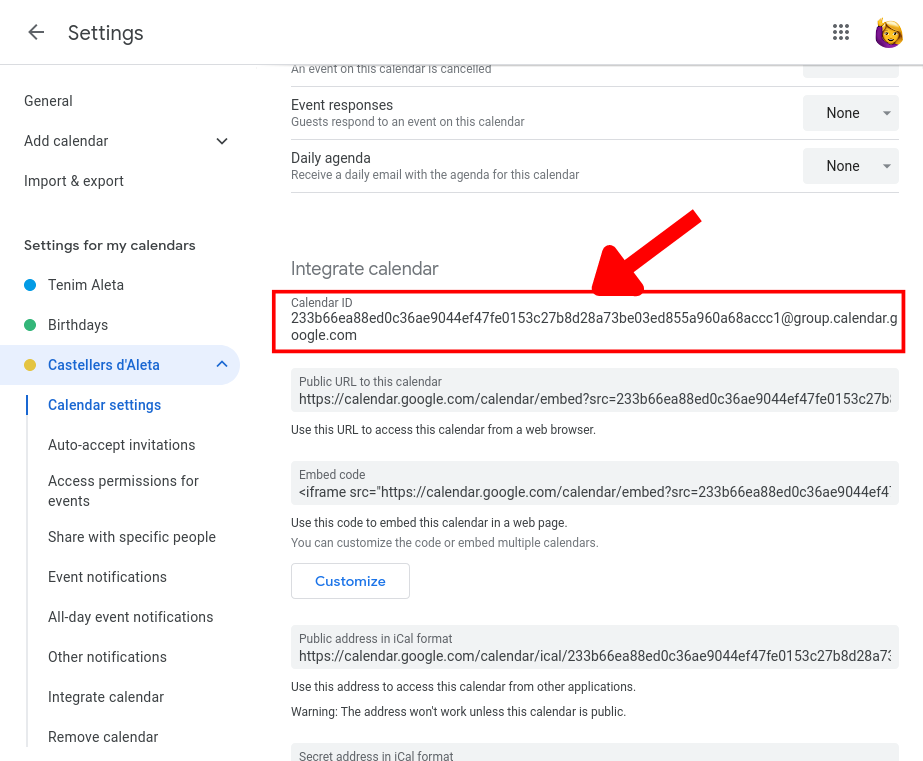 Settings
General
Add calendar
Import & export
Settings for my calendars
Tenim Aleta
Birthdays
Castellers d'Aleta
Calendar settings
Auto-accept invitations
Access permissions for
events
Share with specific people
Event notifications
All-day event notifications
Other notifications
Integrate calendar
Remove calendar
An event on this calendar is cancelled
Event responses
None
Guests respond to an event on this calendar
Daily agenda
None
Receive a daily email with the agenda for this calendar
Integrate calendar
Calendar ID
233b66ea88ed0c36ae9044ef47fe0153c27b8d28a73be03ed855a960a68accc1@group.calendar.g
oogle.com
Public URL to this calendar
https://calendar.google.com/calendar/embed?src=233b66ea88ed0c36ae9044ef47fe0153c27b
Use this URL to access this calendar from a web browser.
Embed code
<iframe src="https://calendar.google.com/calendar/embed?src=233b66ea88ed0c36ae9044ef4
Use this code to embed this calendar in a web page.
You can customize the code or embed multiple calendars.
Customize
Public address in iCal format
https://calendar.google.com/calendar/ical/233b66ea88ed0c36ae9044ef47fe0153c27b8d28a73
Use this address to access this calendar from other applications.
Warning: The address won't work unless this calendar is public.
Secret address in iCal format